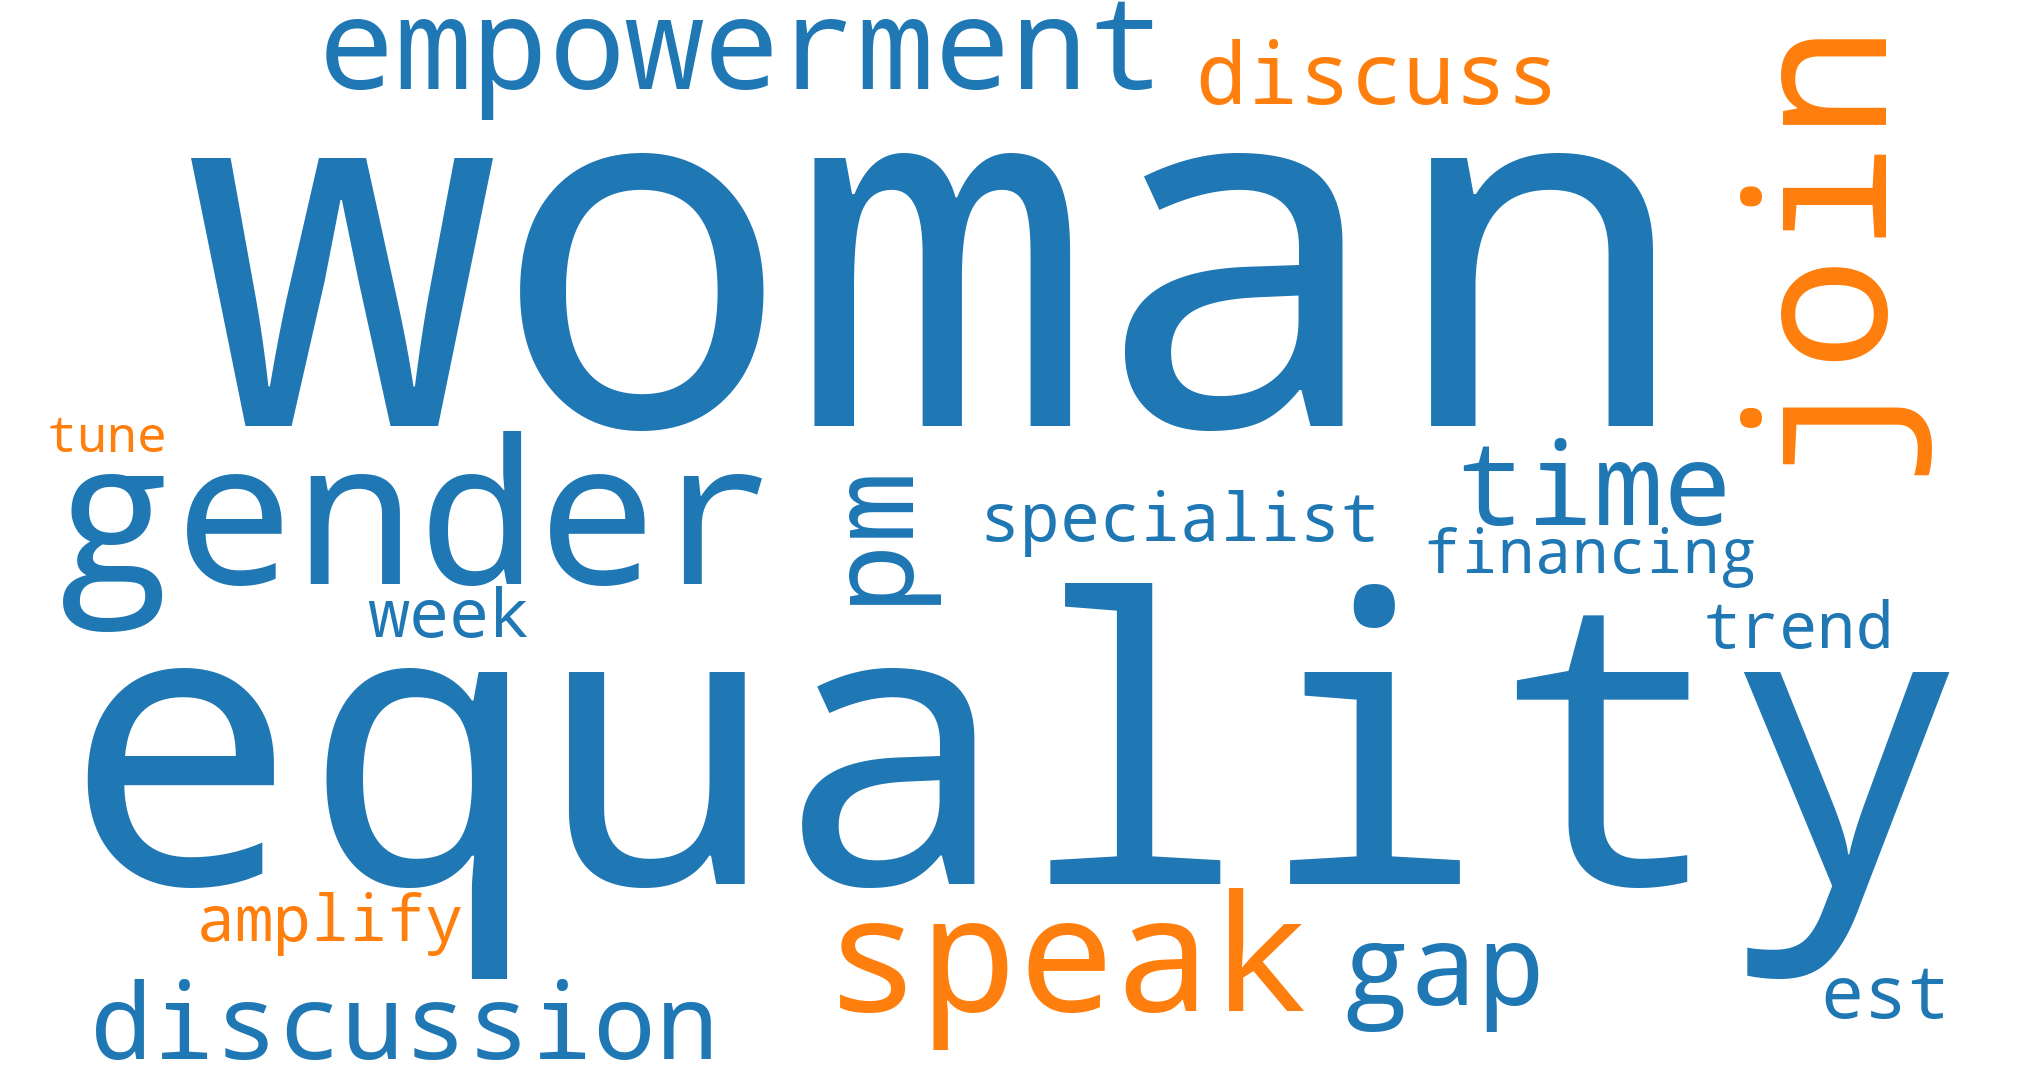 empowerment
discuss
join
woman
tune
gender
pm
specialist
time
financing
week
trend
equality
amplify
speak
gap
est
discussion